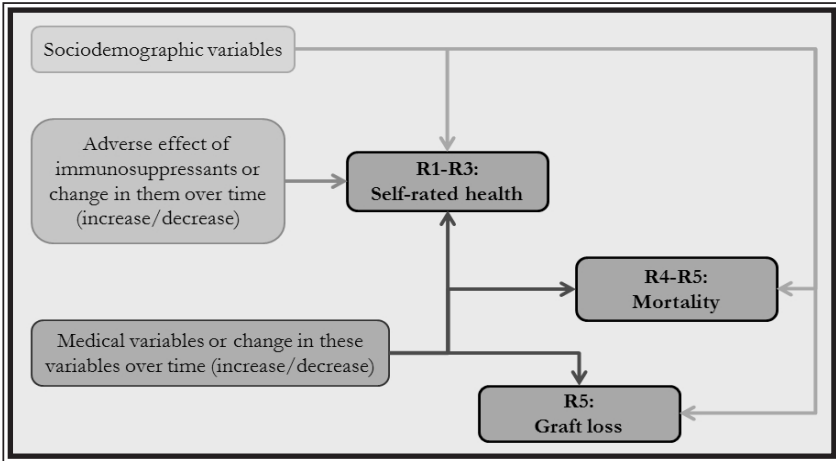 Sociodemographic variables
Adverse effect of
immunosuppressants or
change in them over time
(increase/decrease)
R1-R3:
Self-rated health
R4-R5:
Mortality
Medical variables or change in these
variables over time (increase/decrease)
R5:
Graft loss